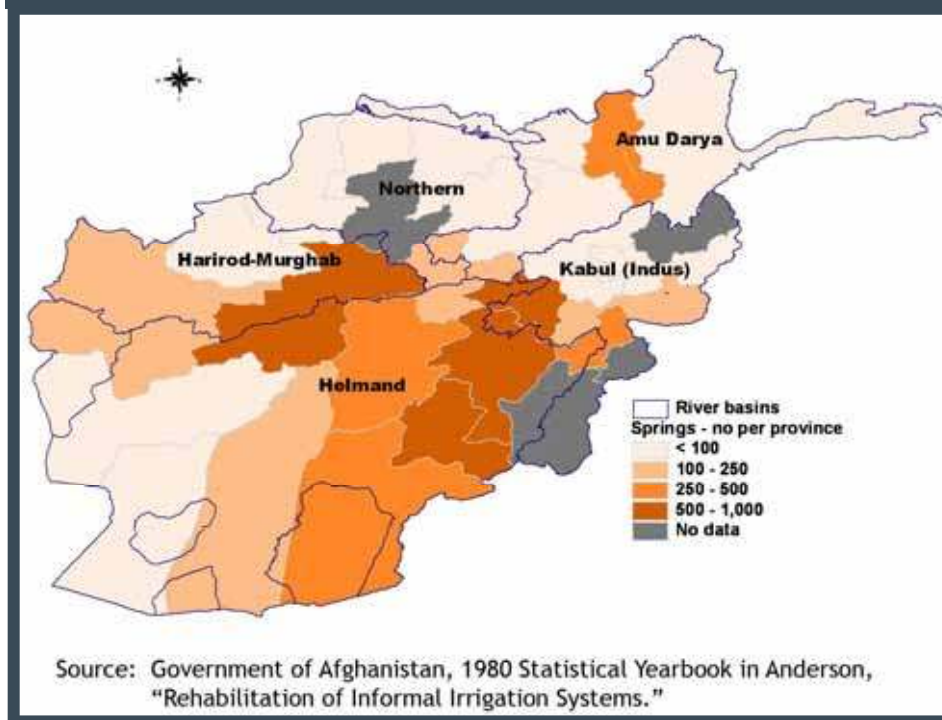 Amu Darya
Northern
Harirod-Murghab
Kabul (Indus)
Helmand
River basins
Springs - no per province
< 100
100 - 250
250 - 500
500 - 1,000
No data
Source: Government of Afghanistan, 1980 Statistical Yearbook in Anderson,
“Rehabilitation of Informal Irrigation Systems.”